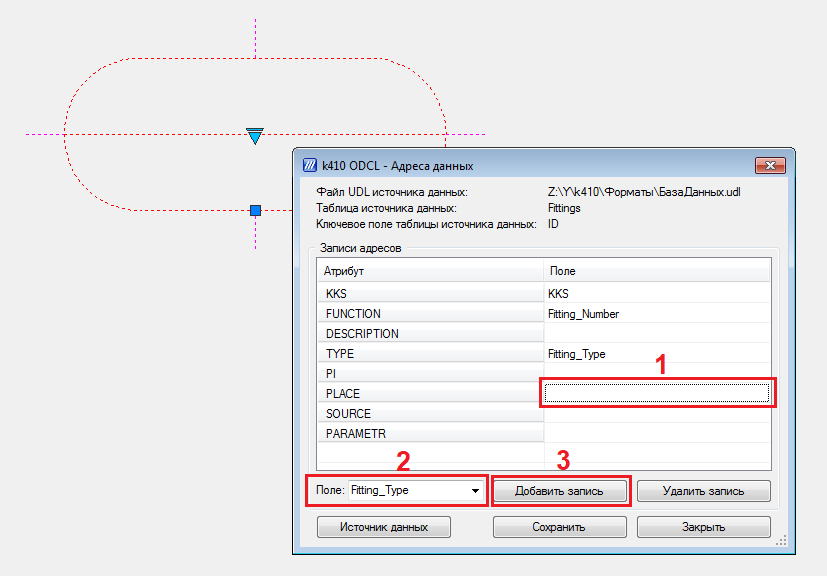 k410 ODCL - Адреса данных
Файл UDL источника данных: Z:\Y\k410\Форматы\БазаДанных.udl
Таблица источника данных: Fittings
Ключевое поле таблицы источника данных: ID
Записи адресов
Атрибут Поле
KKS KKS
FUNCTION Fitting_Number
DESCRIPTION
TYPE Fitting_Type
1
PI
PLACE
SOURCE
PARAMETR
2 3
Поле: Fitting_Type Добавить запись Удалить запись
Источник данных Сохранить Закрыть